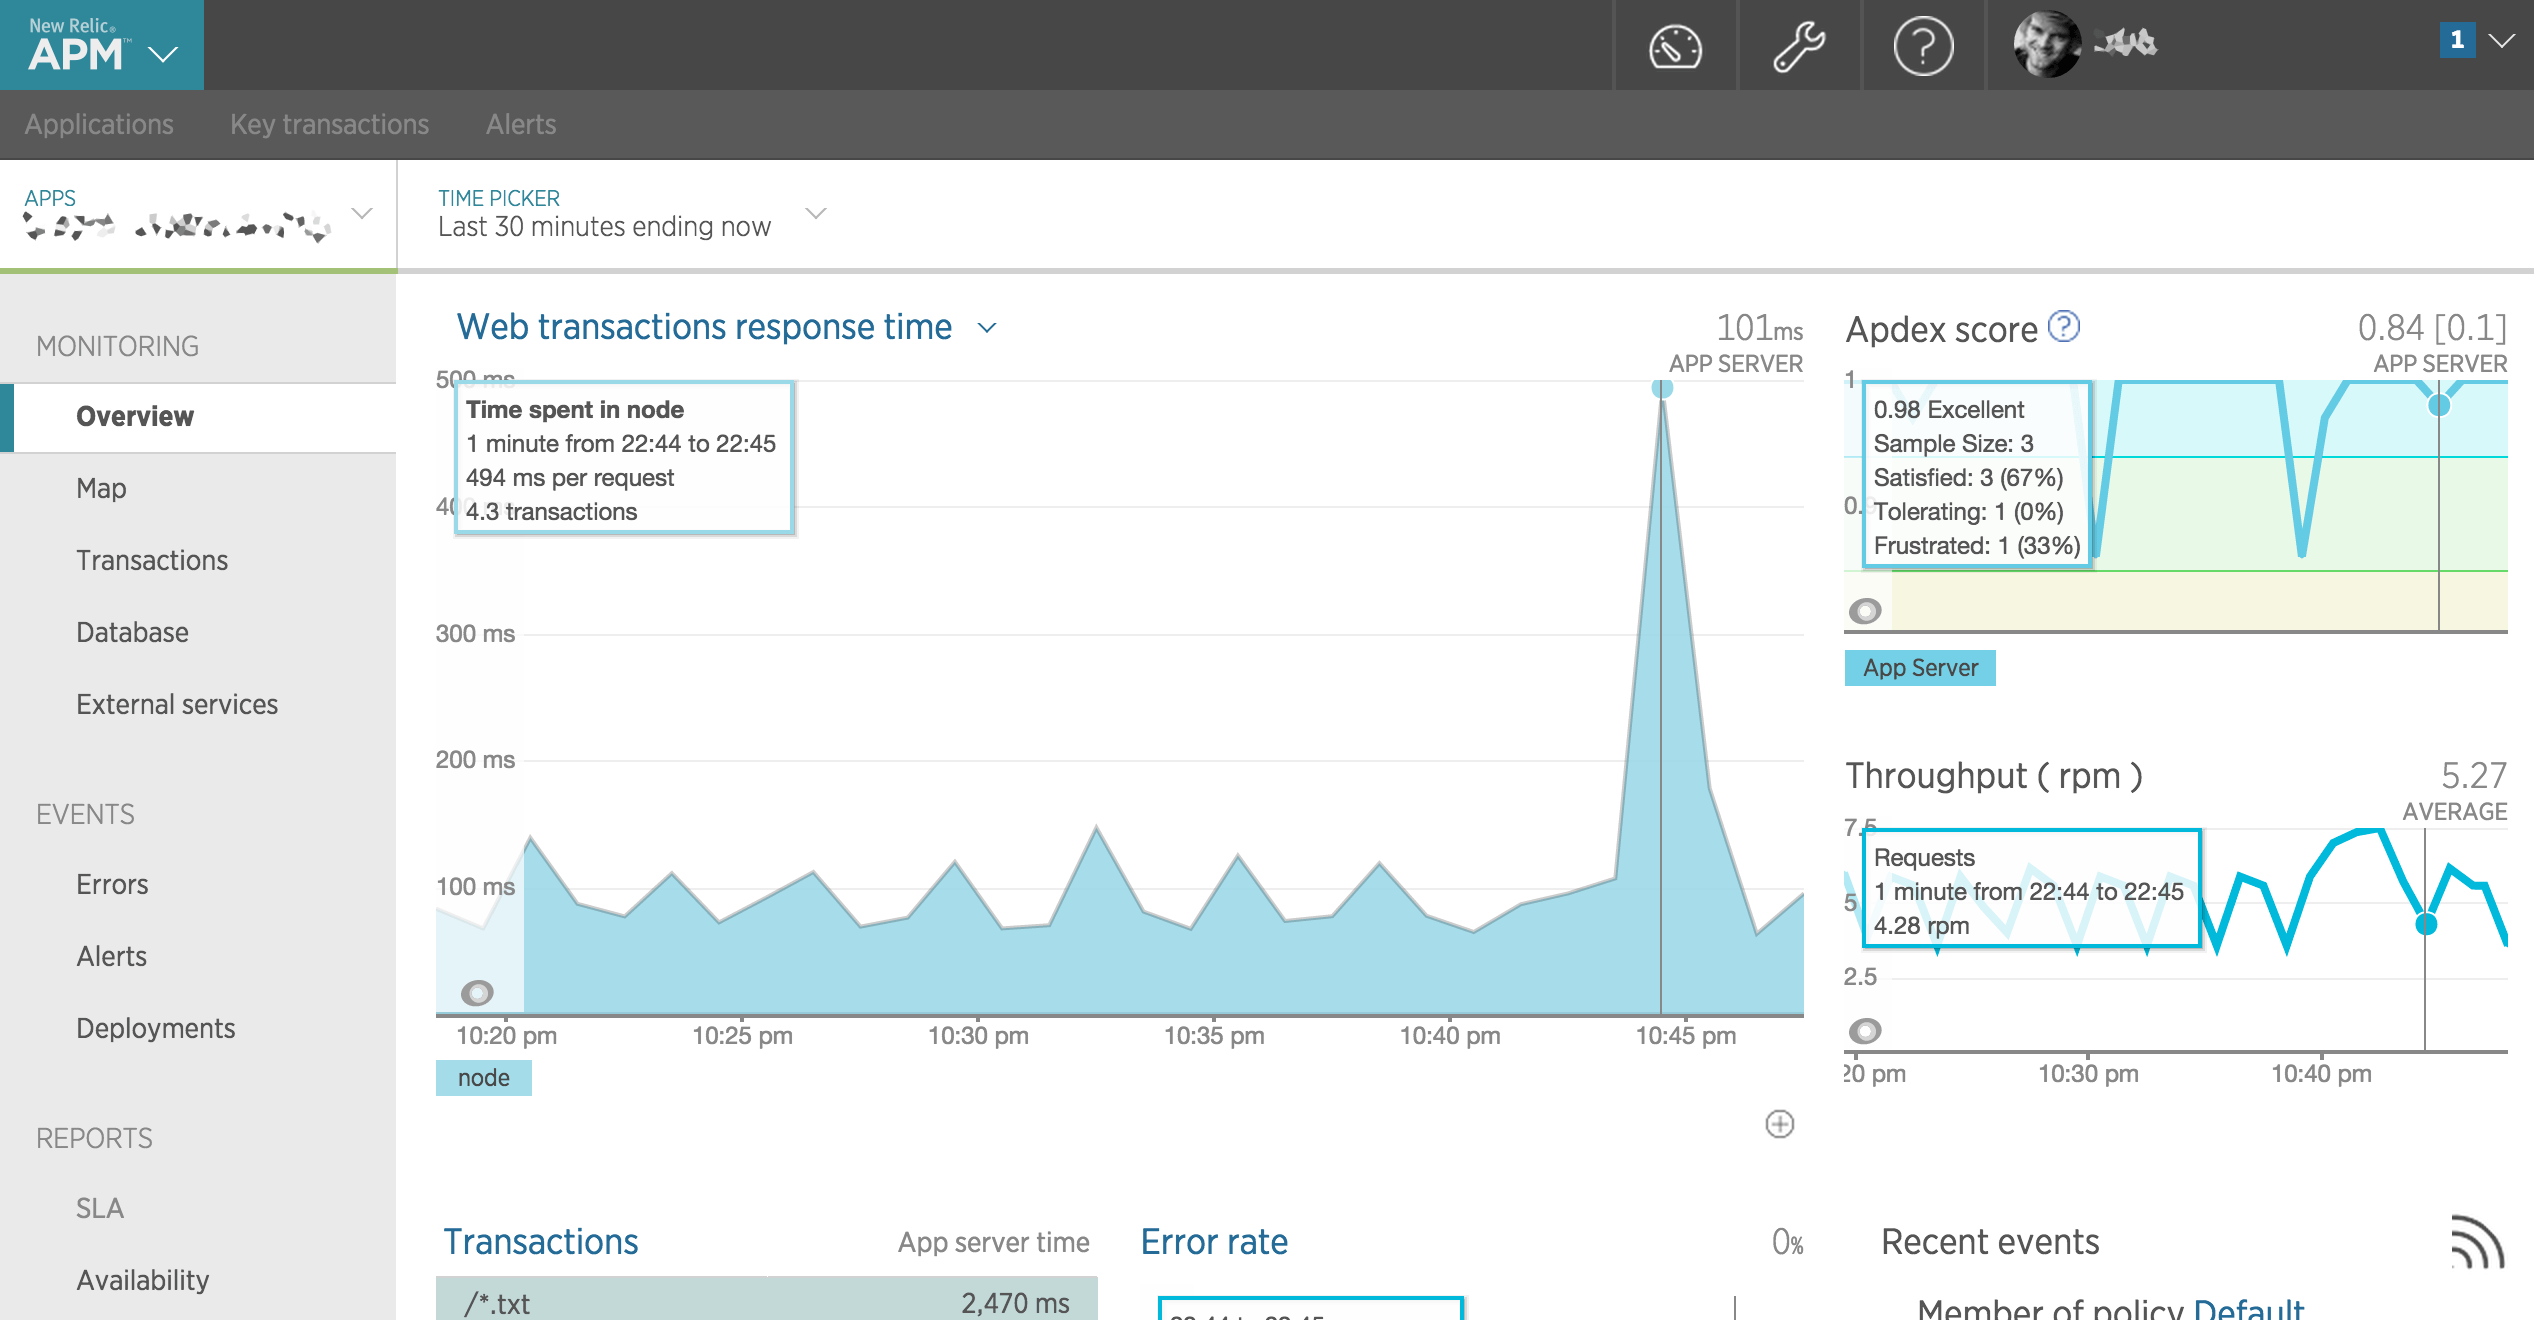 New Relic®
APM™
1
Applications
Key transactions
Alerts
APPS
TIME PICKER
Last 30 minutes ending now
MONITORING
Overview
Map
Transactions
Database
External services
EVENTS
Errors
Alerts
Deployments
REPORTS
SLA
Availability
Web transactions response time
101ms
APP SERVER
500 ms
Time spent in node
1 minute from 22:44 to 22:45
494 ms per request
4.3 transactions
400 ms
300 ms
200 ms
100 ms
10:20 pm
10:25 pm
10:30 pm
10:35 pm
10:40 pm
10:45 pm
node
Apdex score ?
0.84 [0.1]
APP SERVER
1
0.98 Excellent
Sample Size: 3
Satisfied: 3 (67%)
Tolerating: 1 (0%)
Frustrated: 1 (33%)
App Server
Throughput ( rpm )
5.27
AVERAGE
7.5
Requests
1 minute from 22:44 to 22:45
4.28 rpm
5
2.5
20 pm
10:30 pm
10:40 pm
Transactions
App server time
/*.txt
2,470 ms
Error rate
0%
22:44 to 22:45
Recent events
Member of policy Default